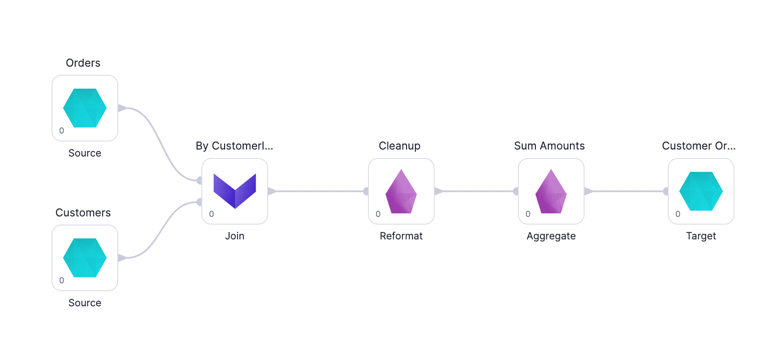 Orders
0
Source
Customers
0
Source
By CustomerI...
0
Join
Cleanup
0
Reformat
Sum Amounts
0
Aggregate
Customer Or...
0
Target